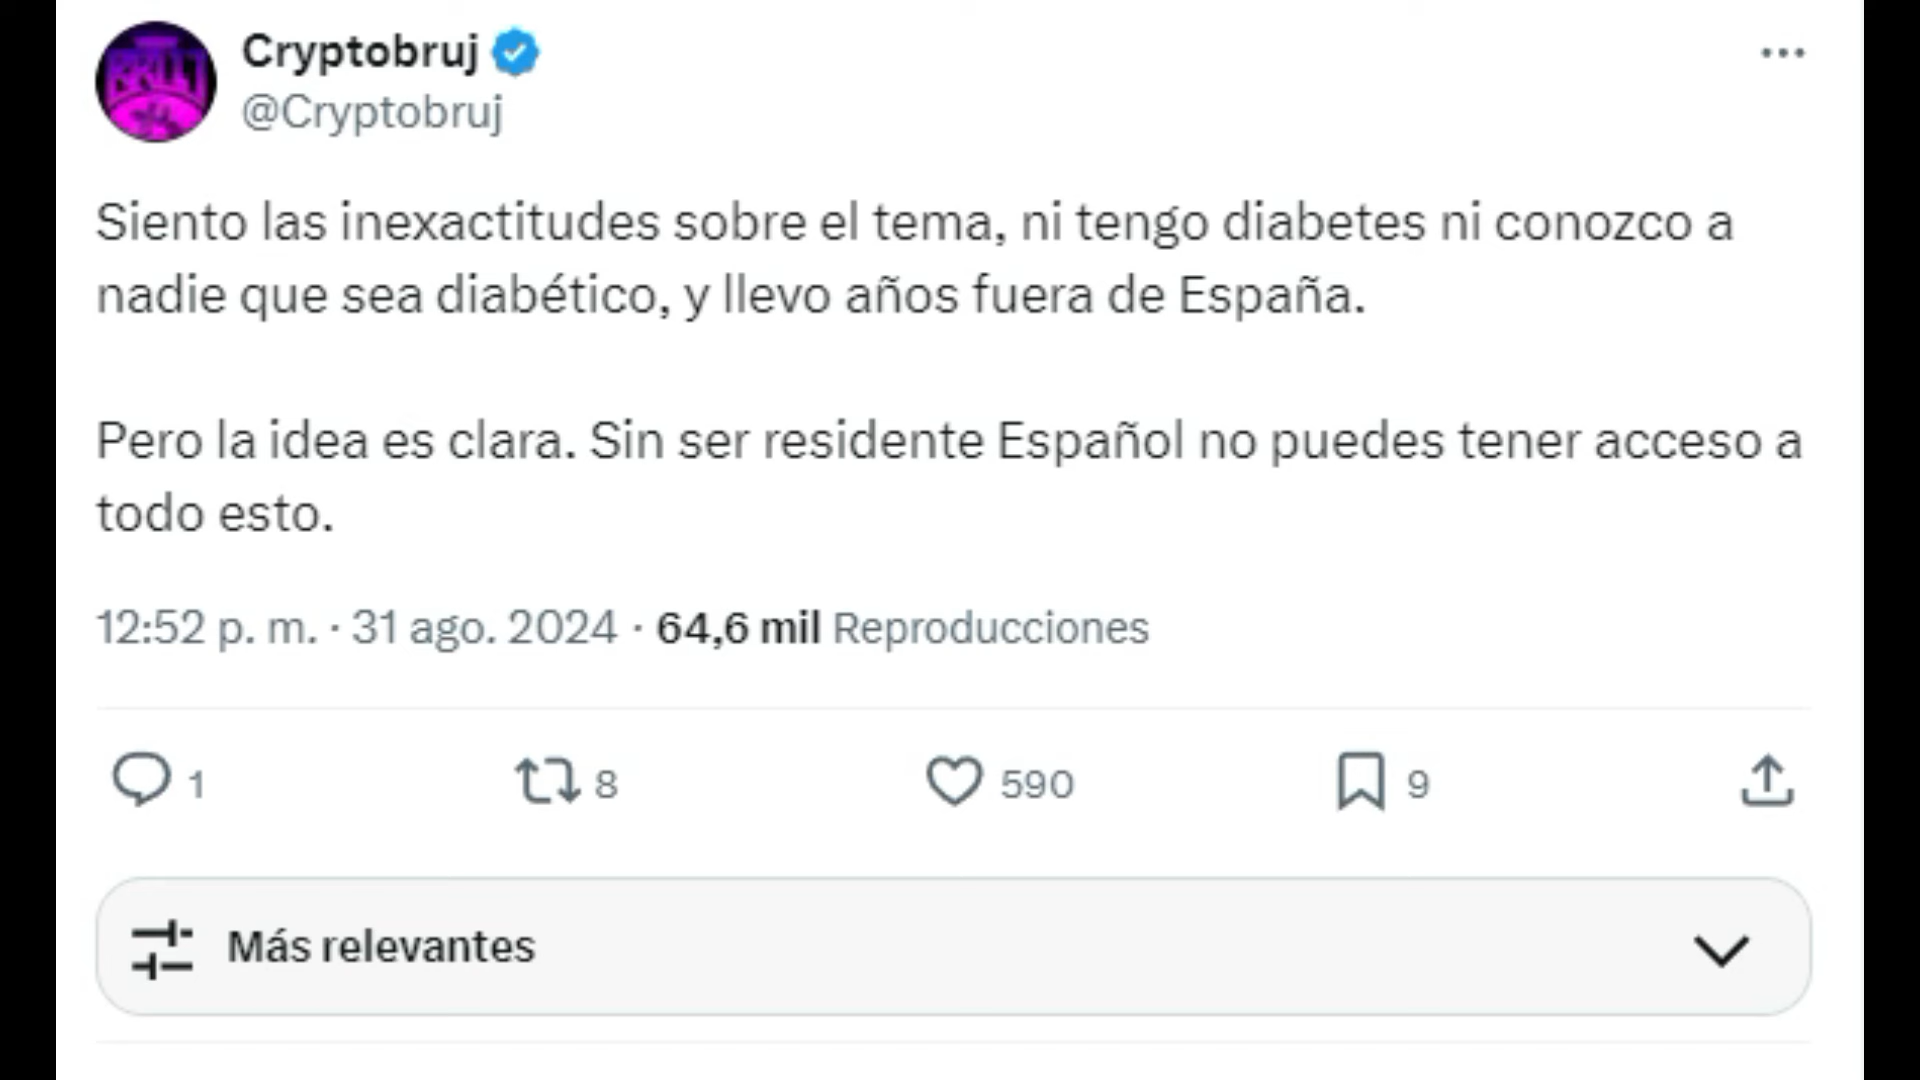 Cryptobruj
@Cryptobruj
Siento las inexactitudes sobre el tema, ni tengo diabetes ni conozco a
nadie que sea diabético, y llevo años fuera de España.
Pero la idea es clara. Sin ser residente Español no puedes tener acceso a
todo esto.
12:52 p. m. · 31 ago. 2024 · 64,6 mil Reproducciones
1 8 590 9
Más relevantes